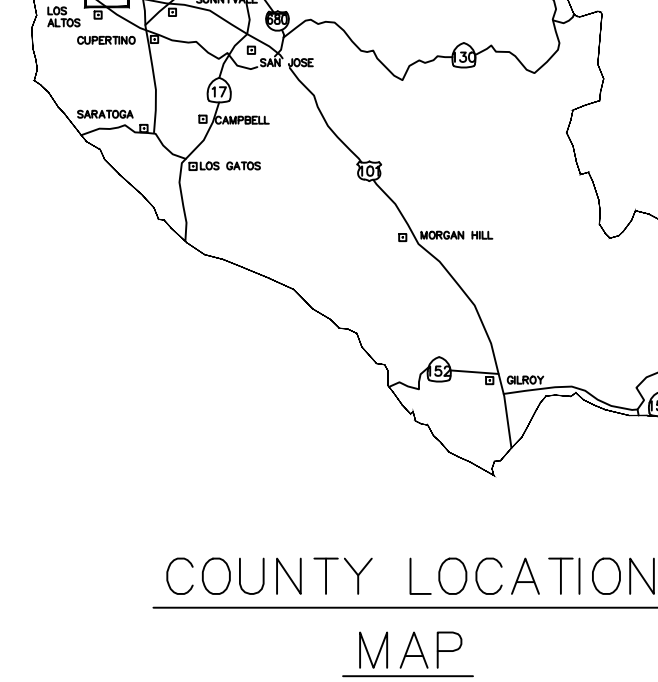 SUNNYVALE
LOS
ALTOS
680
CUPERTINO
SAN JOSE
130
17
SARATOGA
CAMPBELL
LOS GATOS
101
MORGAN HILL
152
GILROY
COUNTY LOCATION
MAP